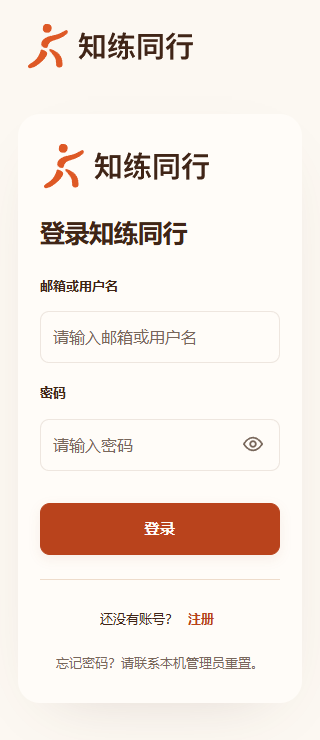 知练同行
知练同行
登录知练同行
邮箱或用户名
请输入邮箱或用户名
密码
请输入密码
登录
还没有账号？ 注册
忘记密码？请联系本机管理员重置。